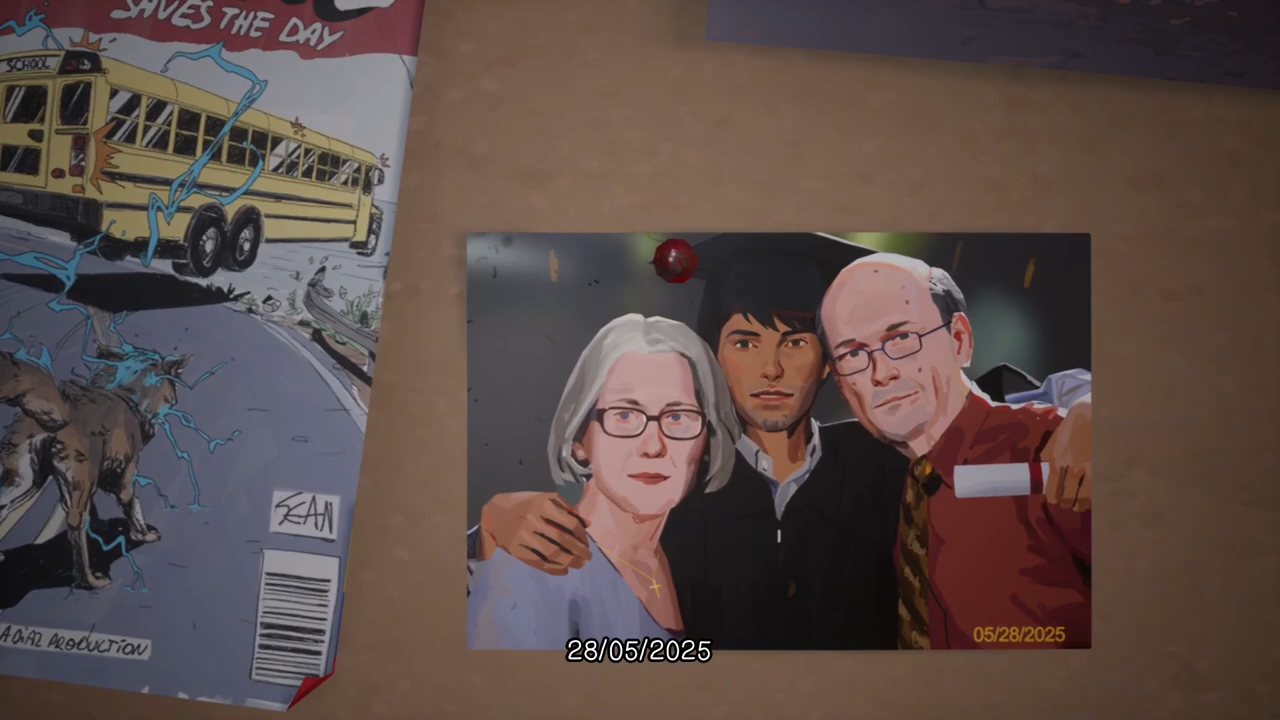 SAVES THE DAY
SCHOOL
SEAN
A DIAZ PRODUCTION
05/28/2025
28/05/2025